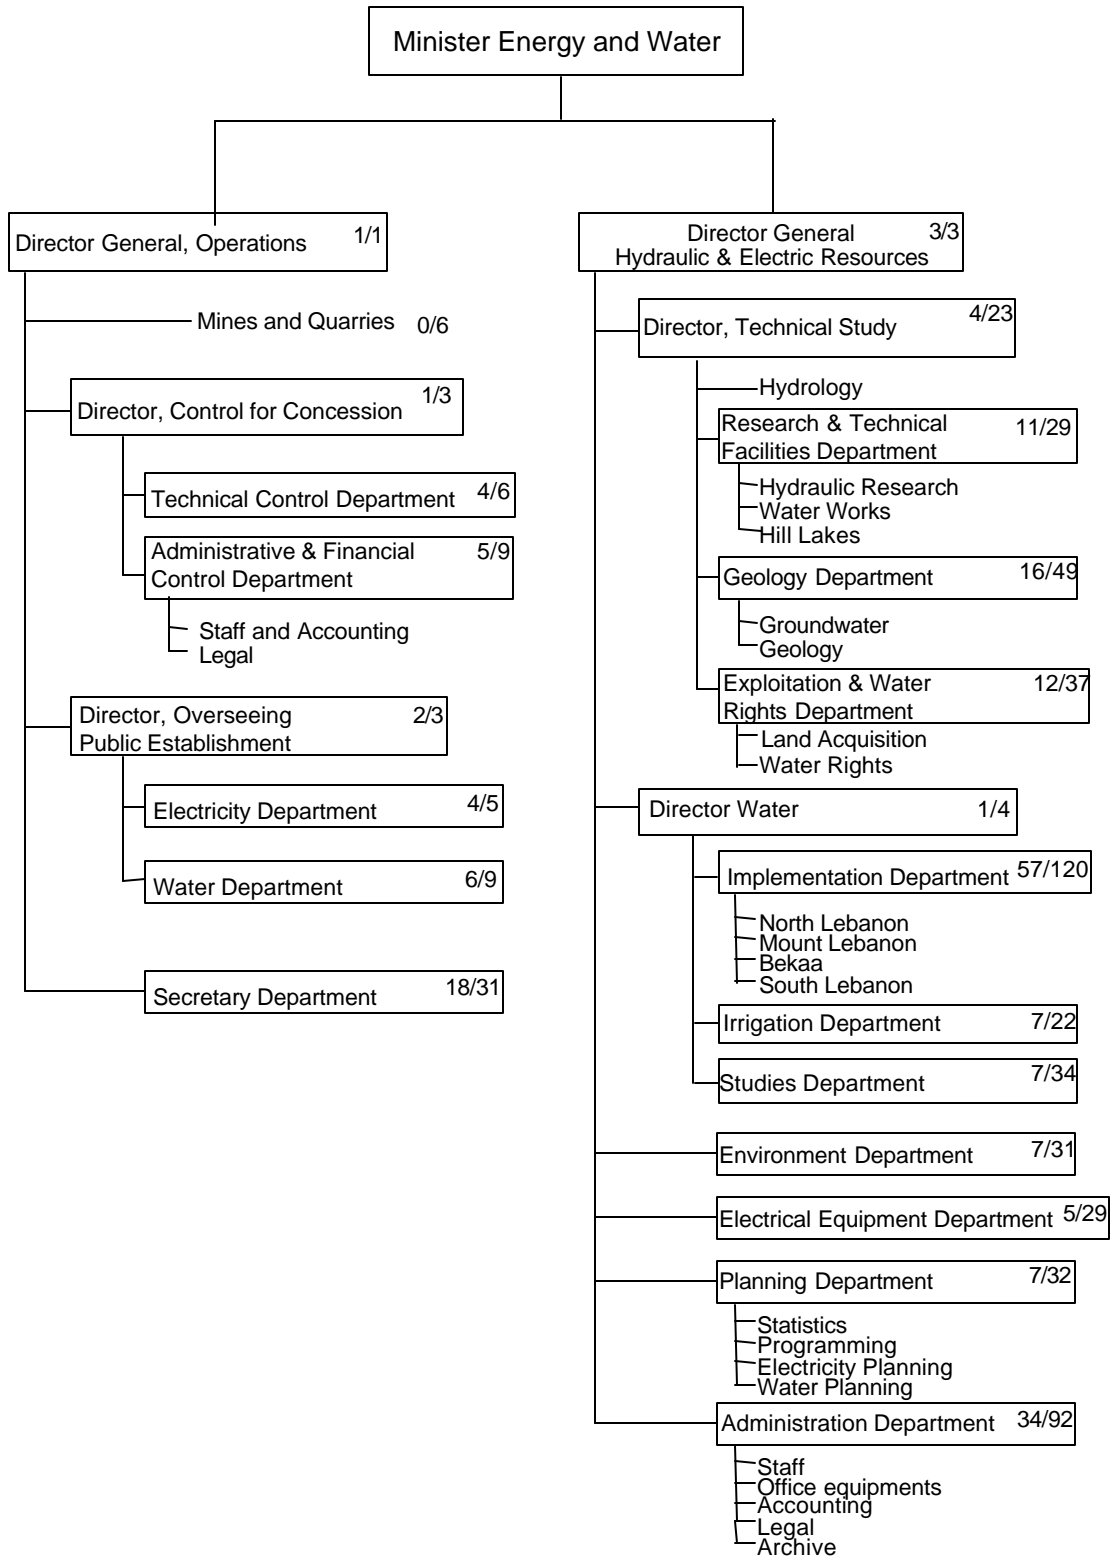 Minister Energy and Water
Director General, Operations 1/1
Mines and Quarries 0/6
Director, Control for Concession 1/3
Technical Control Department 4/6
Administrative & Financial 5/9
Control Department
Staff and Accounting
Legal
Director, Overseeing 2/3
Public Establishment
Electricity Department 4/5
Water Department 6/9
Secretary Department 18/31
Director General 3/3
Hydraulic & Electric Resources
Director, Technical Study 4/23
Hydrology
Research & Technical 11/29
Facilities Department
Hydraulic Research
Water Works
Hill Lakes
Geology Department 16/49
Groundwater
Geology
Exploitation & Water 12/37
Rights Department
Land Acquisition
Water Rights
Director Water 1/4
Implementation Department 57/120
North Lebanon
Mount Lebanon
Bekaa
South Lebanon
Irrigation Department 7/22
Studies Department 7/34
Environment Department 7/31
Electrical Equipment Department 5/29
Planning Department 7/32
Statistics
Programming
Electricity Planning
Water Planning
Administration Department 34/92
Staff
Office equipments
Accounting
Legal
Archive